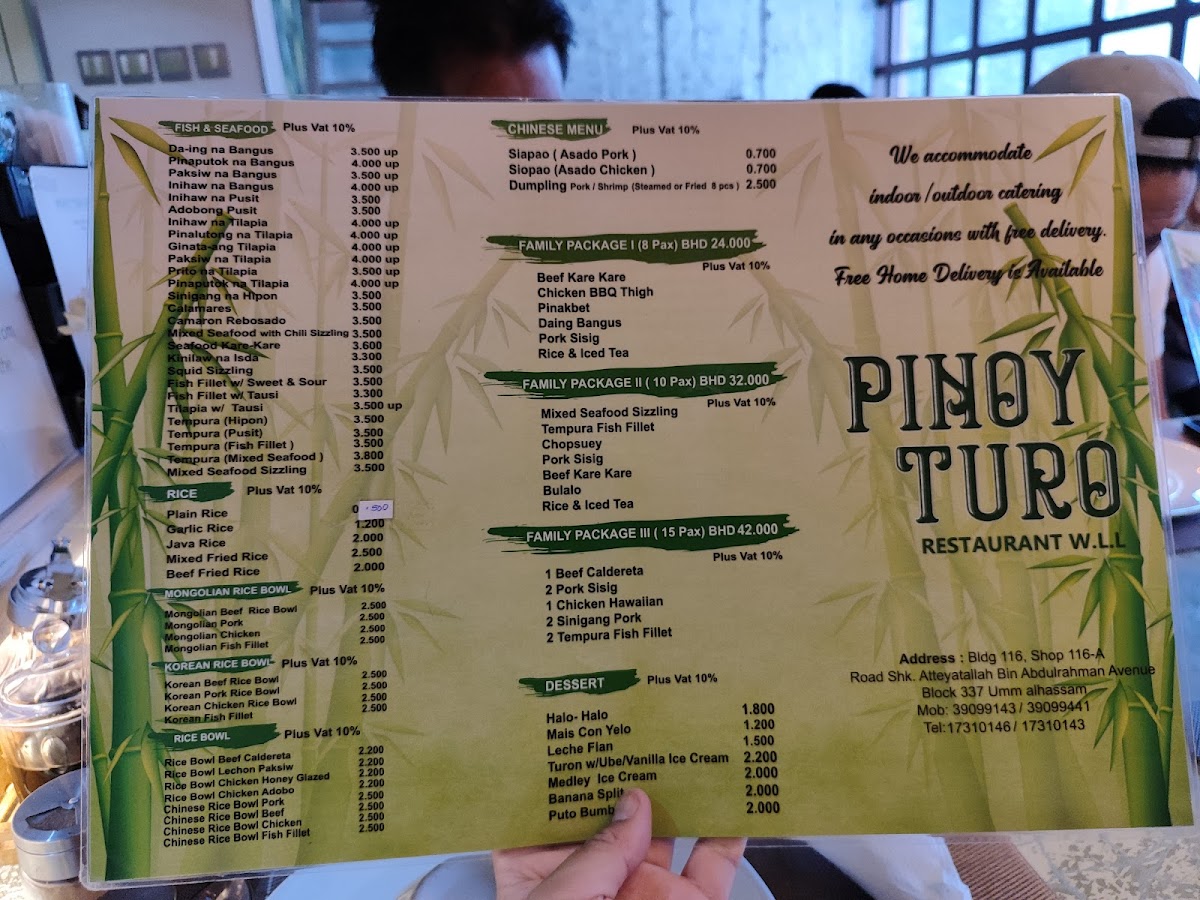 FISH & SEAFOOD Plus Vat 10%
Da-ing na Bangus 3.500 up
Pinaputok na Bangus 4.000 up
Paksiw na Bangus 3.500 up
Inihaw na Bangus 4.000 up
Inihaw na Pusit 3.500
Adobong Pusit 3.500
Inihaw na Tilapia 4.000 up
Pinalutong na Tilapia 4.000 up
Ginata-ang Tilapia 4.000 up
Paksiw na Tilapia 4.000 up
Prito na Tilapia 3.500 up
Pinaputok na Tilapia 4.000 up
Sinigang na Hipon 3.500
Calamares 3.500
Camaron Rebosado 3.500
Mixed Seafood with Chili Sizzling 3.500
Seafood Kare-Kare 3.600
Kinilaw na Isda 3.300
Squid Sizzling 3.500
Fish Fillet w/ Sweet & Sour 3.500
Fish Fillet w/ Tausi 3.300
Tilapia w/ Tausi 3.500 up
Tempura (Hipon) 3.500
Tempura (Pusit) 3.500
Tempura (Fish Fillet ) 3.500
Tempura (Mixed Seafood ) 3.800
Mixed Seafood Sizzling 3.500
RICE Plus Vat 10%
Plain Rice 0 .500
Garlic Rice 1.200
Java Rice 2.000
Mixed Fried Rice 2.500
Beef Fried Rice 2.000
MONGOLIAN RICE BOWL Plus Vat 10%
Mongolian Beef Rice Bowl 2.500
Mongolian Pork 2.500
Mongolian Chicken 2.500
Mongolian Fish Fillet 2.500
KOREAN RICE BOWL Plus Vat 10%
Korean Beef Rice Bowl 2.500
Korean Pork Rice Bowl 2.500
Korean Chicken Rice Bowl 2.500
Korean Fish Fillet 2.500
RICE BOWL Plus Vat 10%
Rice Bowl Beef Caldereta 2.200
Rice Bowl Lechon Paksiw 2.200
Rice Bowl Chicken Honey Glazed 2.200
Rice Bowl Chicken Adobo 2.200
Chinese Rice Bowl Pork 2.500
Chinese Rice Bowl Beef 2.500
Chinese Rice Bowl Chicken 2.500
Chinese Rice Bowl Fish Fillet 2.500
CHINESE MENU Plus Vat 10%
Siapao ( Asado Pork ) 0.700
Siopao (Asado Chicken ) 0.700
Dumpling Pork / Shrimp (Steamed or Fried 8 pcs ) 2.500
FAMILY PACKAGE I (8 Pax) BHD 24.000
Plus Vat 10%
Beef Kare Kare
Chicken BBQ Thigh
Pinakbet
Daing Bangus
Pork Sisig
Rice & Iced Tea
FAMILY PACKAGE II ( 10 Pax) BHD 32.000
Plus Vat 10%
Mixed Seafood Sizzling
Tempura Fish Fillet
Chopsuey
Pork Sisig
Beef Kare Kare
Bulalo
Rice & Iced Tea
FAMILY PACKAGE III ( 15 Pax) BHD 42.000
Plus Vat 10%
1 Beef Caldereta
2 Pork Sisig
1 Chicken Hawaiian
2 Sinigang Pork
2 Tempura Fish Fillet
DESSERT Plus Vat 10%
Halo- Halo 1.800
Mais Con Yelo 1.200
Leche Flan 1.500
Turon w/Ube/Vanilla Ice Cream 2.200
Medley Ice Cream 2.000
Banana Split 2.000
Puto Bumb 2.000
We accommodate
indoor /outdoor catering
in any occasions with free delivery.
Free Home Delivery is Available
PINOY
TURO
RESTAURANT W.L.L
Address : Bldg 116, Shop 116-A
Road Shk. Atteyatallah Bin Abdulrahman Avenue
Block 337 Umm alhassam
Mob: 39099143 / 39099441
Tel:17310146 / 17310143